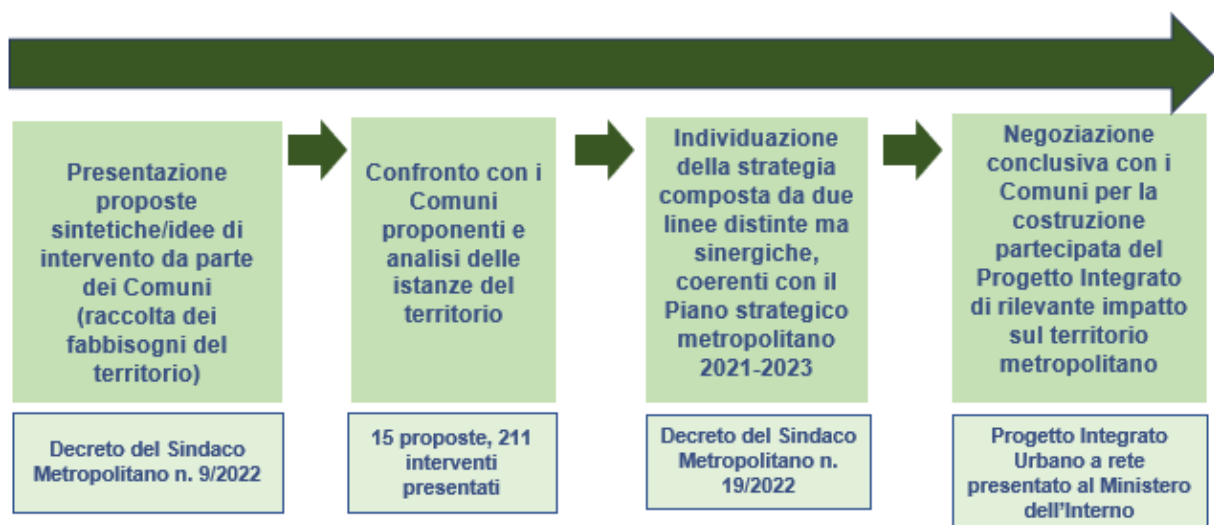 Presentazione
proposte
sintetiche/idee di
intervento da parte
dei Comuni
(raccolta dei
fabbisogni del
territorio)
Decreto del Sindaco
Metropolitano n. 9/2022
Confronto con i
Comuni
proponenti e
analisi delle
istanze del
territorio
15 proposte, 211
interventi
presentati
Individuazione
della strategia
composta da due
linee distinte ma
sinergiche,
coerenti con il
Piano strategico
metropolitano
2021-2023
Decreto del Sindaco
Metropolitano n.
19/2022
Negoziazione
conclusiva con i
Comuni per la
costruzione
partecipata del
Progetto Integrato
di rilevante impatto
sul territorio
metropolitano
Progetto Integrato
Urbano a rete
presentato al Ministero
dell'Interno